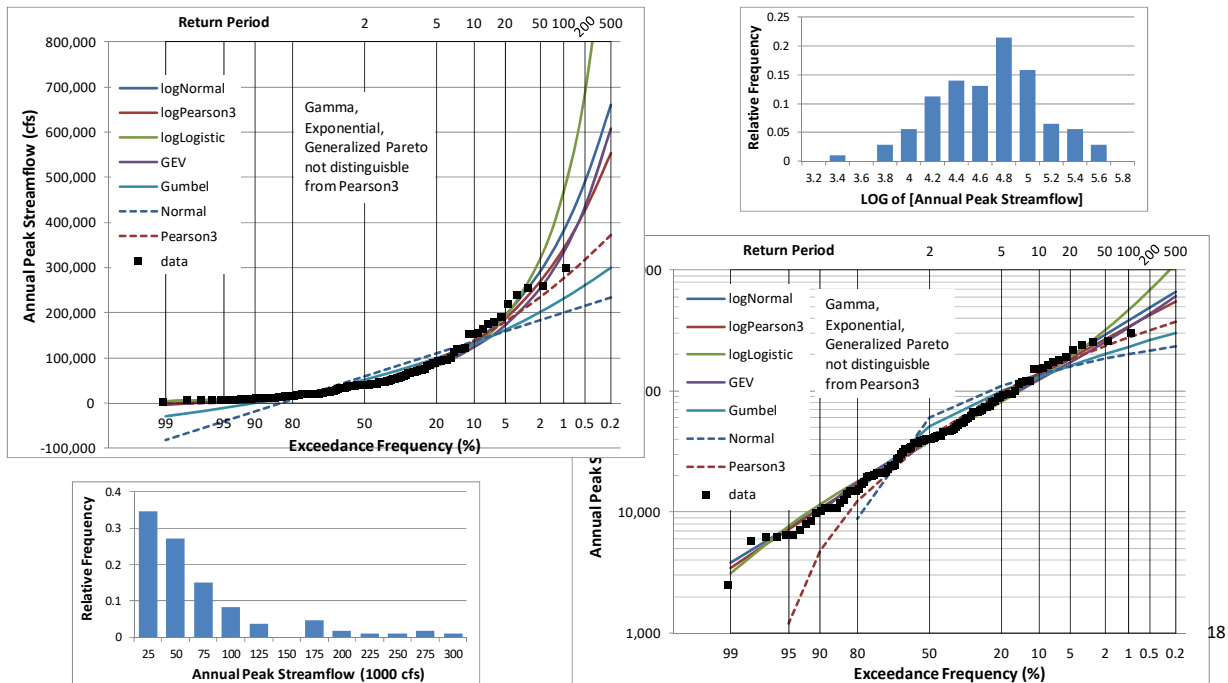 Return Period
2 5 10 20 50 100 200 500
800,000
700,000
600,000
500,000
400,000
300,000
200,000
100,000
0
-100,000
Annual Peak Streamflow (cfs)
logNormal
logPearson3
logLogistic
GEV
Gumbel
Normal
Pearson3
data
Gamma,
Exponential,
Generalized Pareto
not distinguisble
from Pearson3
99 95 90 80 50 20 10 5 2 1 0.5 0.2
Exceedance Frequency (%)
0.25
0.2
0.15
0.1
0.05
0
Relative Frequency
3.2 3.4 3.6 3.8 4 4.2 4.4 4.6 4.8 5 5.2 5.4 5.6 5.8
LOG of [Annual Peak Streamflow]
Return Period
2 5 10 20 50 100 200 500
000
00
10,000
1,000
Annual Peak S
logNormal
logPearson3
logLogistic
GEV
Gumbel
Normal
Pearson3
data
Gamma,
Exponential,
Generalized Pareto
not distinguisble
from Pearson3
99 95 90 80 50 20 10 5 2 1 0.5 0.2
Exceedance Frequency (%)
0.4
0.3
0.2
0.1
0
Relative Frequency
25 50 75 100 125 150 175 200 225 250 275 300
Annual Peak Streamflow (1000 cfs)
18